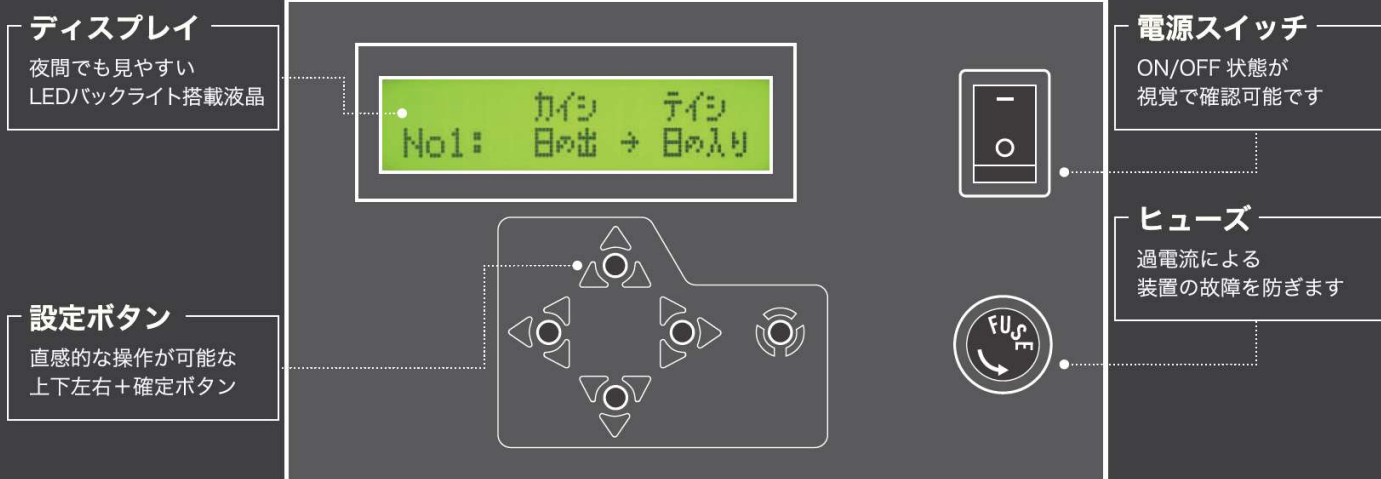 ディスプレイ
夜間でも見やすい
LEDバックライト搭載液晶
設定ボタン
直感的な操作が可能な
上下左右＋確定ボタン
カイシ テイシ
No1: 日の出 → 日の入り
FUSE
電源スイッチ
ON/OFF 状態が
視覚で確認可能です
ヒューズ
過電流による
装置の故障を防ぎます